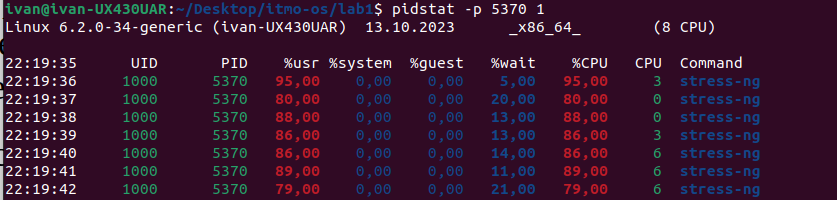 ivan@ivan-UX430UAR:~/Desktop/itmo-os/lab1$ pidstat -p 5370 1
Linux 6.2.0-34-generic (ivan-UX430UAR) 13.10.2023 _x86_64_ (8 CPU)
22:19:35 UID PID %usr %system %guest %wait %CPU CPU Command
22:19:36 1000 5370 95,00 0,00 0,00 5,00 95,00 3 stress-ng
22:19:37 1000 5370 80,00 0,00 0,00 20,00 80,00 0 stress-ng
22:19:38 1000 5370 88,00 0,00 0,00 13,00 88,00 0 stress-ng
22:19:39 1000 5370 86,00 0,00 0,00 13,00 86,00 3 stress-ng
22:19:40 1000 5370 86,00 0,00 0,00 14,00 86,00 6 stress-ng
22:19:41 1000 5370 89,00 0,00 0,00 11,00 89,00 6 stress-ng
22:19:42 1000 5370 79,00 0,00 0,00 21,00 79,00 6 stress-ng